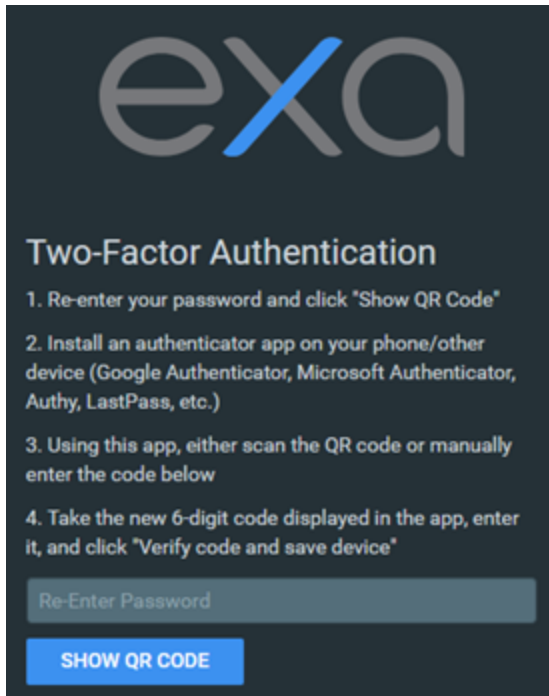 exa
Two-Factor Authentication
1. Re-enter your password and click "Show QR Code"
2. Install an authenticator app on your phone/other
device (Google Authenticator, Microsoft Authenticator,
Authy, LastPass, etc.)
3. Using this app, either scan the QR code or manually
enter the code below
4. Take the new 6-digit code displayed in the app, enter
it, and click "Verify code and save device"
Re-Enter Password
SHOW QR CODE